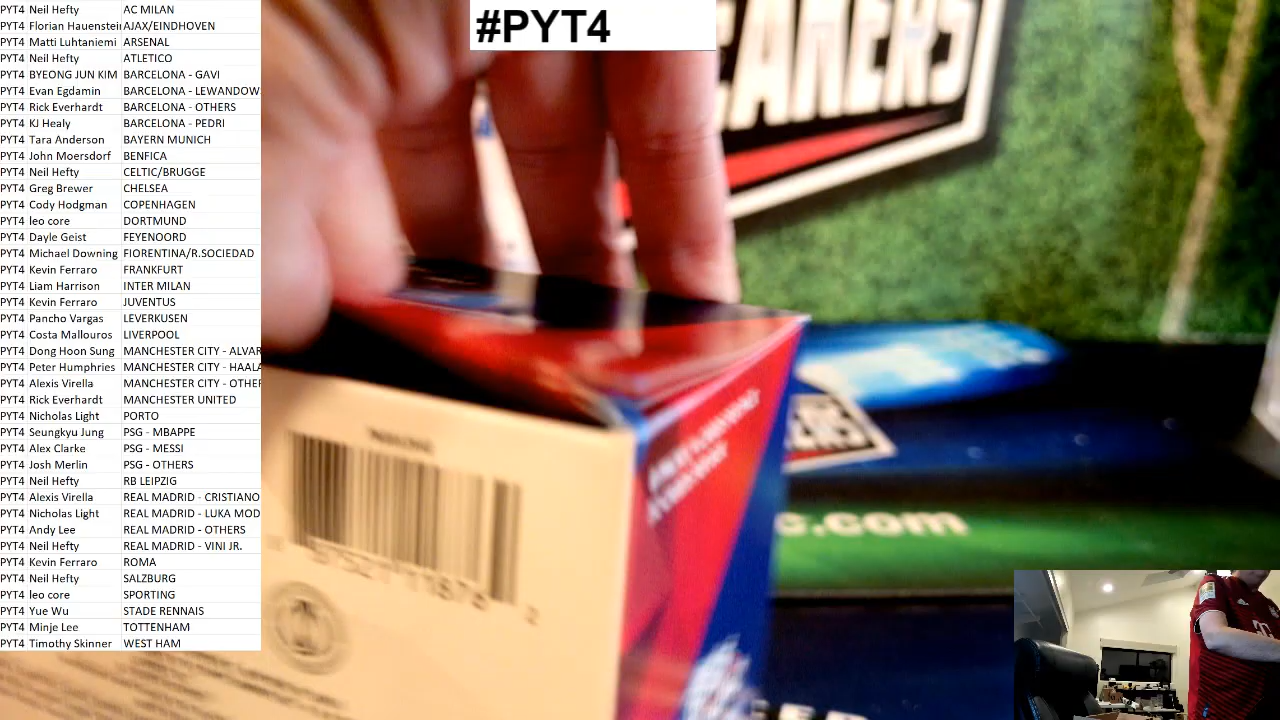 #PYT4
PYT4 Neil Hefty AC MILAN
PYT4 Florian Hauenstein AJAX/EINDHOVEN
PYT4 Matti Luhtaniemi ARSENAL
PYT4 Neil Hefty ATLETICO
PYT4 BYEONG JUN KIM BARCELONA - GAVI
PYT4 Evan Egdamin BARCELONA - LEWANDOW
PYT4 Rick Everhardt BARCELONA - OTHERS
PYT4 KJ Healy BARCELONA - PEDRI
PYT4 Tara Anderson BAYERN MUNICH
PYT4 John Moersdorf BENFICA
PYT4 Neil Hefty CELTIC/BRUGGE
PYT4 Greg Brewer CHELSEA
PYT4 Cody Hodgman COPENHAGEN
PYT4 leo core DORTMUND
PYT4 Dayle Geist FEYENOORD
PYT4 Michael Downing FIORENTINA/R.SOCIEDAD
PYT4 Kevin Ferraro FRANKFURT
PYT4 Liam Harrison INTER MILAN
PYT4 Kevin Ferraro JUVENTUS
PYT4 Pancho Vargas LEVERKUSEN
PYT4 Costa Mallouros LIVERPOOL
PYT4 Dong Hoon Sung MANCHESTER CITY - ALVAR
PYT4 Peter Humphries MANCHESTER CITY - HAALA
PYT4 Alexis Virella MANCHESTER CITY - OTHER
PYT4 Rick Everhardt MANCHESTER UNITED
PYT4 Nicholas Light PORTO
PYT4 Seungkyu Jung PSG - MBAPPE
PYT4 Alex Clarke PSG - MESSI
PYT4 Josh Merlin PSG - OTHERS
PYT4 Neil Hefty RB LEIPZIG
PYT4 Alexis Virella REAL MADRID - CRISTIANO
PYT4 Nicholas Light REAL MADRID - LUKA MOD
PYT4 Andy Lee REAL MADRID - OTHERS
PYT4 Neil Hefty REAL MADRID - VINI JR.
PYT4 Kevin Ferraro ROMA
PYT4 Neil Hefty SALZBURG
PYT4 leo core SPORTING
PYT4 Yue Wu STADE RENNAIS
PYT4 Minje Lee TOTTENHAM
PYT4 Timothy Skinner WEST HAM
c.com